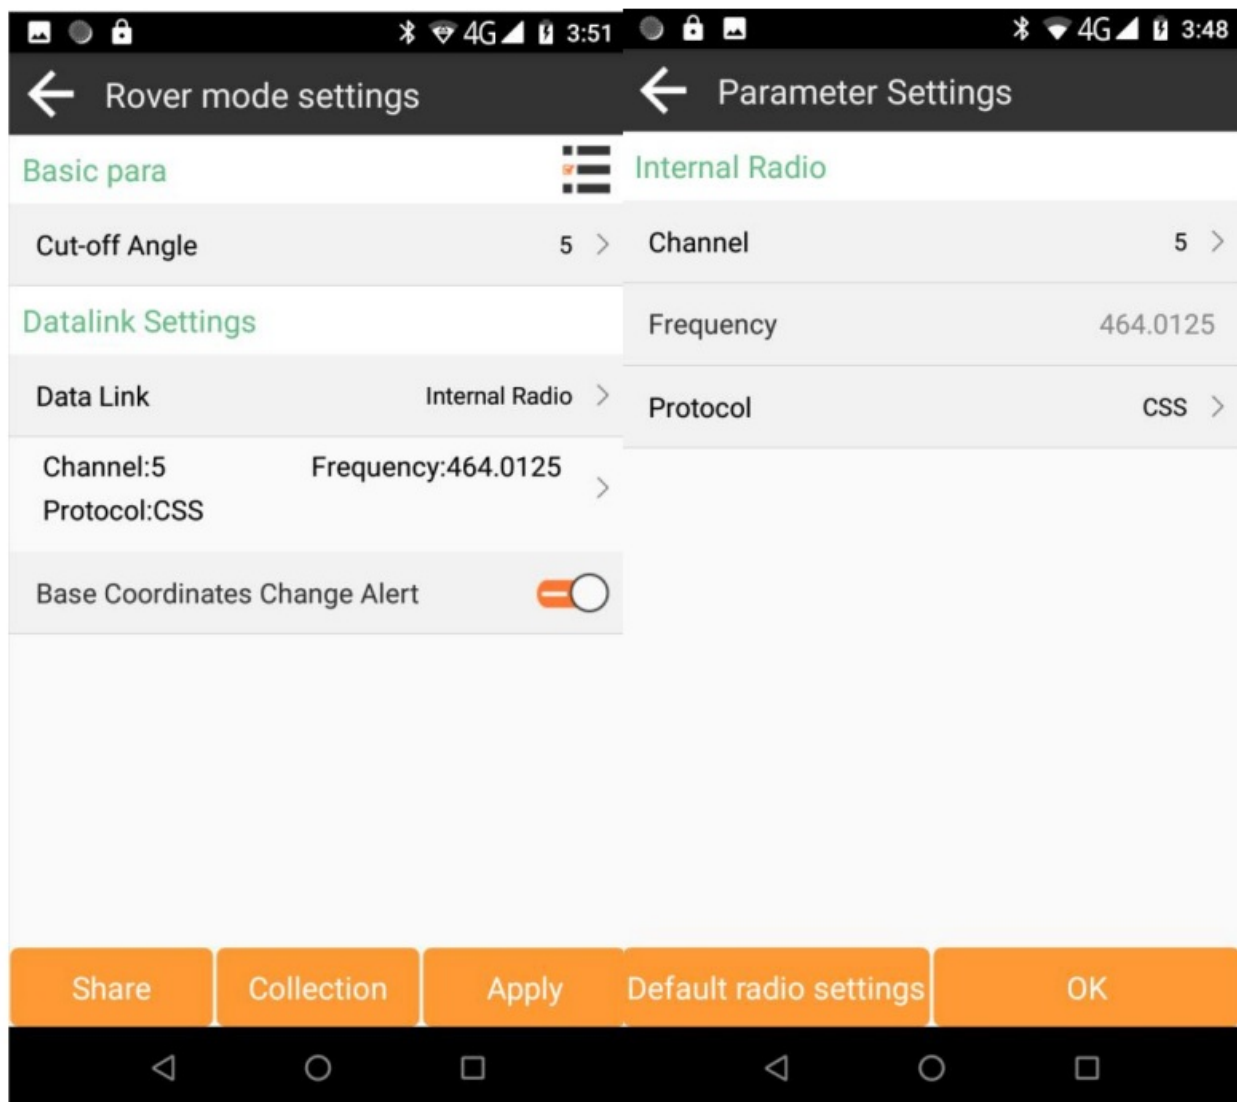 4G 3:51
Rover mode settings
Basic para
Cut-off Angle 5
Datalink Settings
Data Link Internal Radio
Channel:5 Frequency:464.0125
Protocol:CSS
Base Coordinates Change Alert
Share Collection Apply
4G 3:48
Parameter Settings
Internal Radio
Channel 5
Frequency 464.0125
Protocol CSS
Default radio settings OK